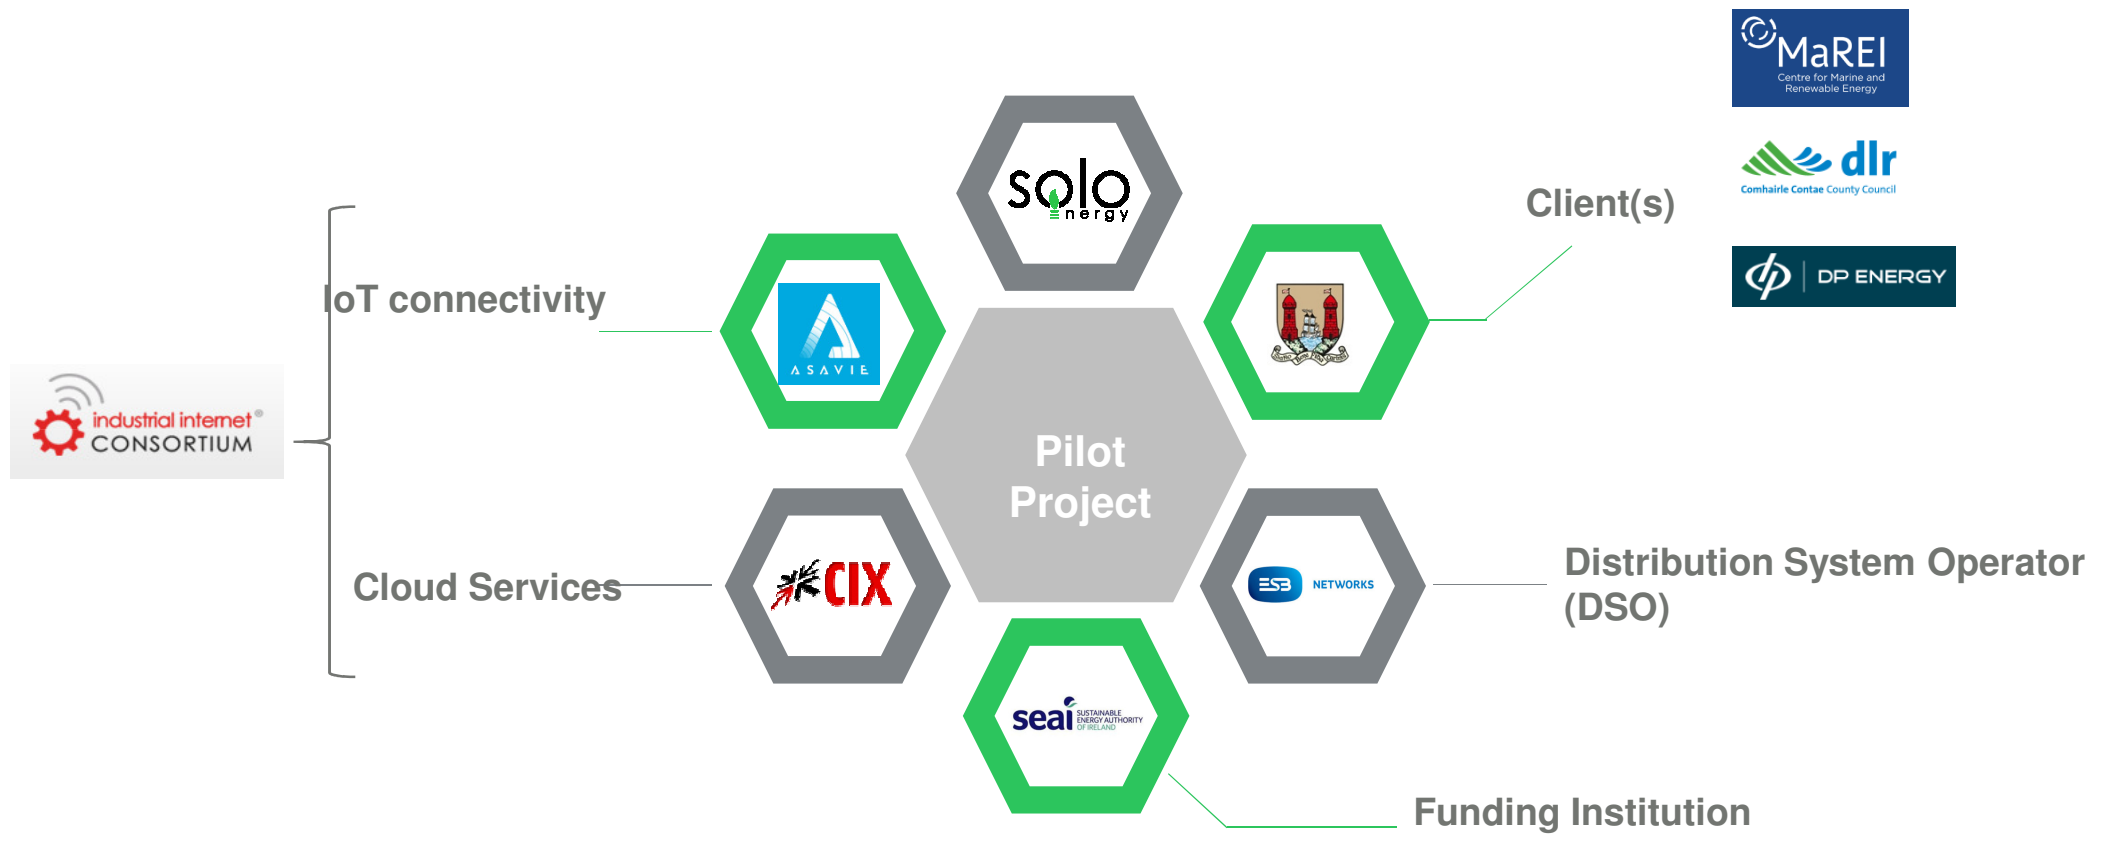 MaREI
Centre for Marine and
Renewable Energy
dlr
Comhairle Contae County Council
DP ENERGY
Client(s)
solo
energy
IoT connectivity
ASAVIE
industrial internet®
CONSORTIUM
Pilot
Project
Cloud Services
CIX
ESB NETWORKS
Distribution System Operator
(DSO)
seai SUSTAINABLE
ENERGY AUTHORITY
OF IRELAND
Funding Institution